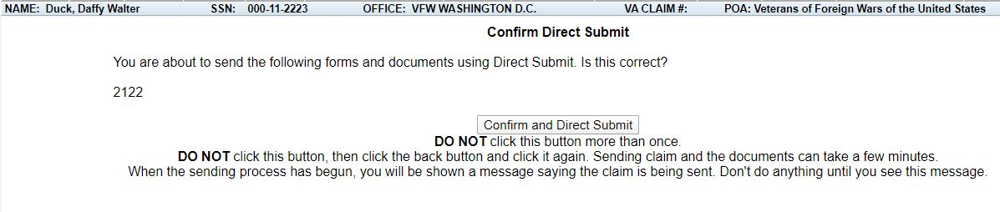 NAME: Duck, Daffy Walter SSN: 000-11-2223 OFFICE: VFW WASHINGTON D.C. VA CLAIM #: POA: Veterans of Foreign Wars of the United States
Confirm Direct Submit
You are about to send the following forms and documents using Direct Submit. Is this correct?
2122
Confirm and Direct Submit
DO NOT click this button more than once.
DO NOT click this button, then click the back button and click it again. Sending claim and the documents can take a few minutes.
When the sending process has begun, you will be shown a message saying the claim is being sent. Don't do anything until you see this message.